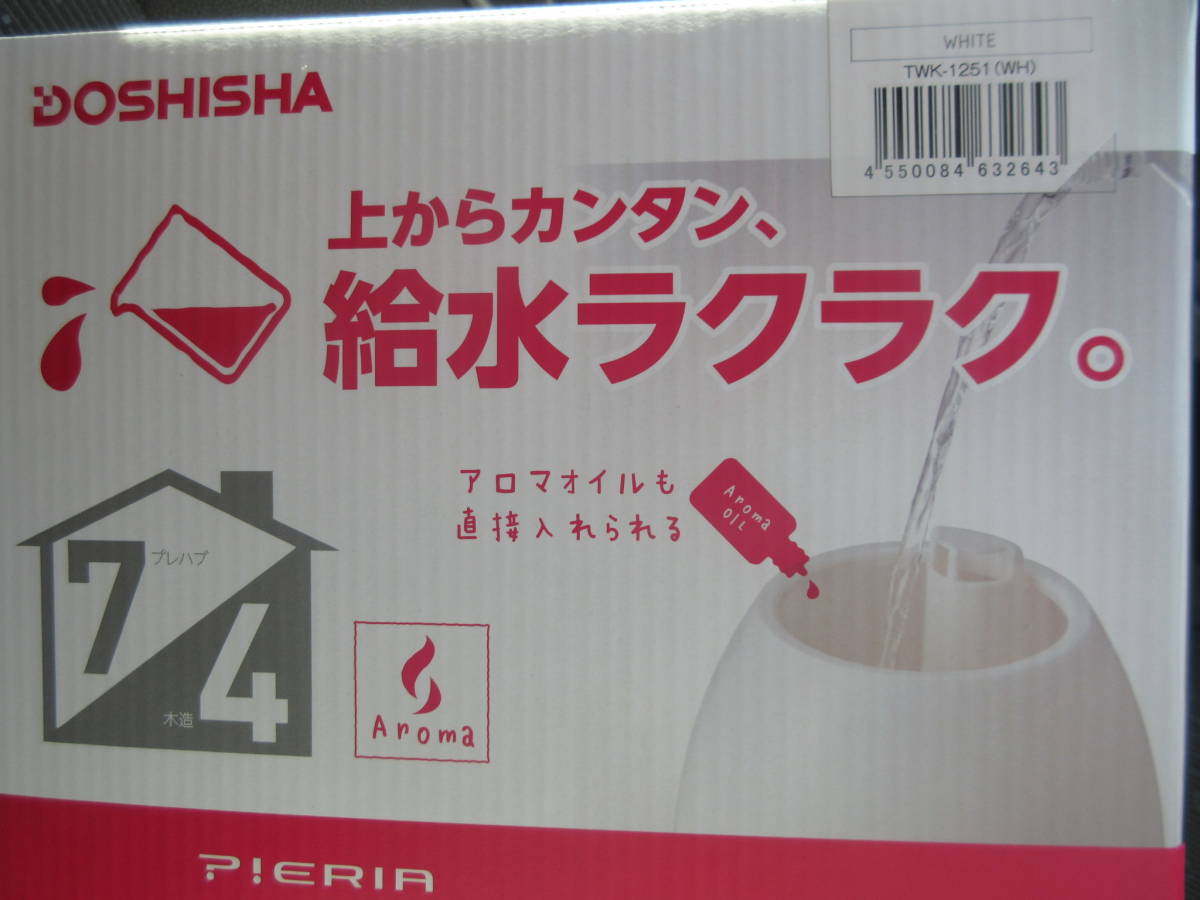 DOSHISHA
WHITE
TWK-1251(WH)
4 550084 632643
上からカンタン、
給水ラクラク。
アロマオイルも
直接入れられる
Aroma
OIL
7
プレハブ
木造
4
Aroma
PIERIA